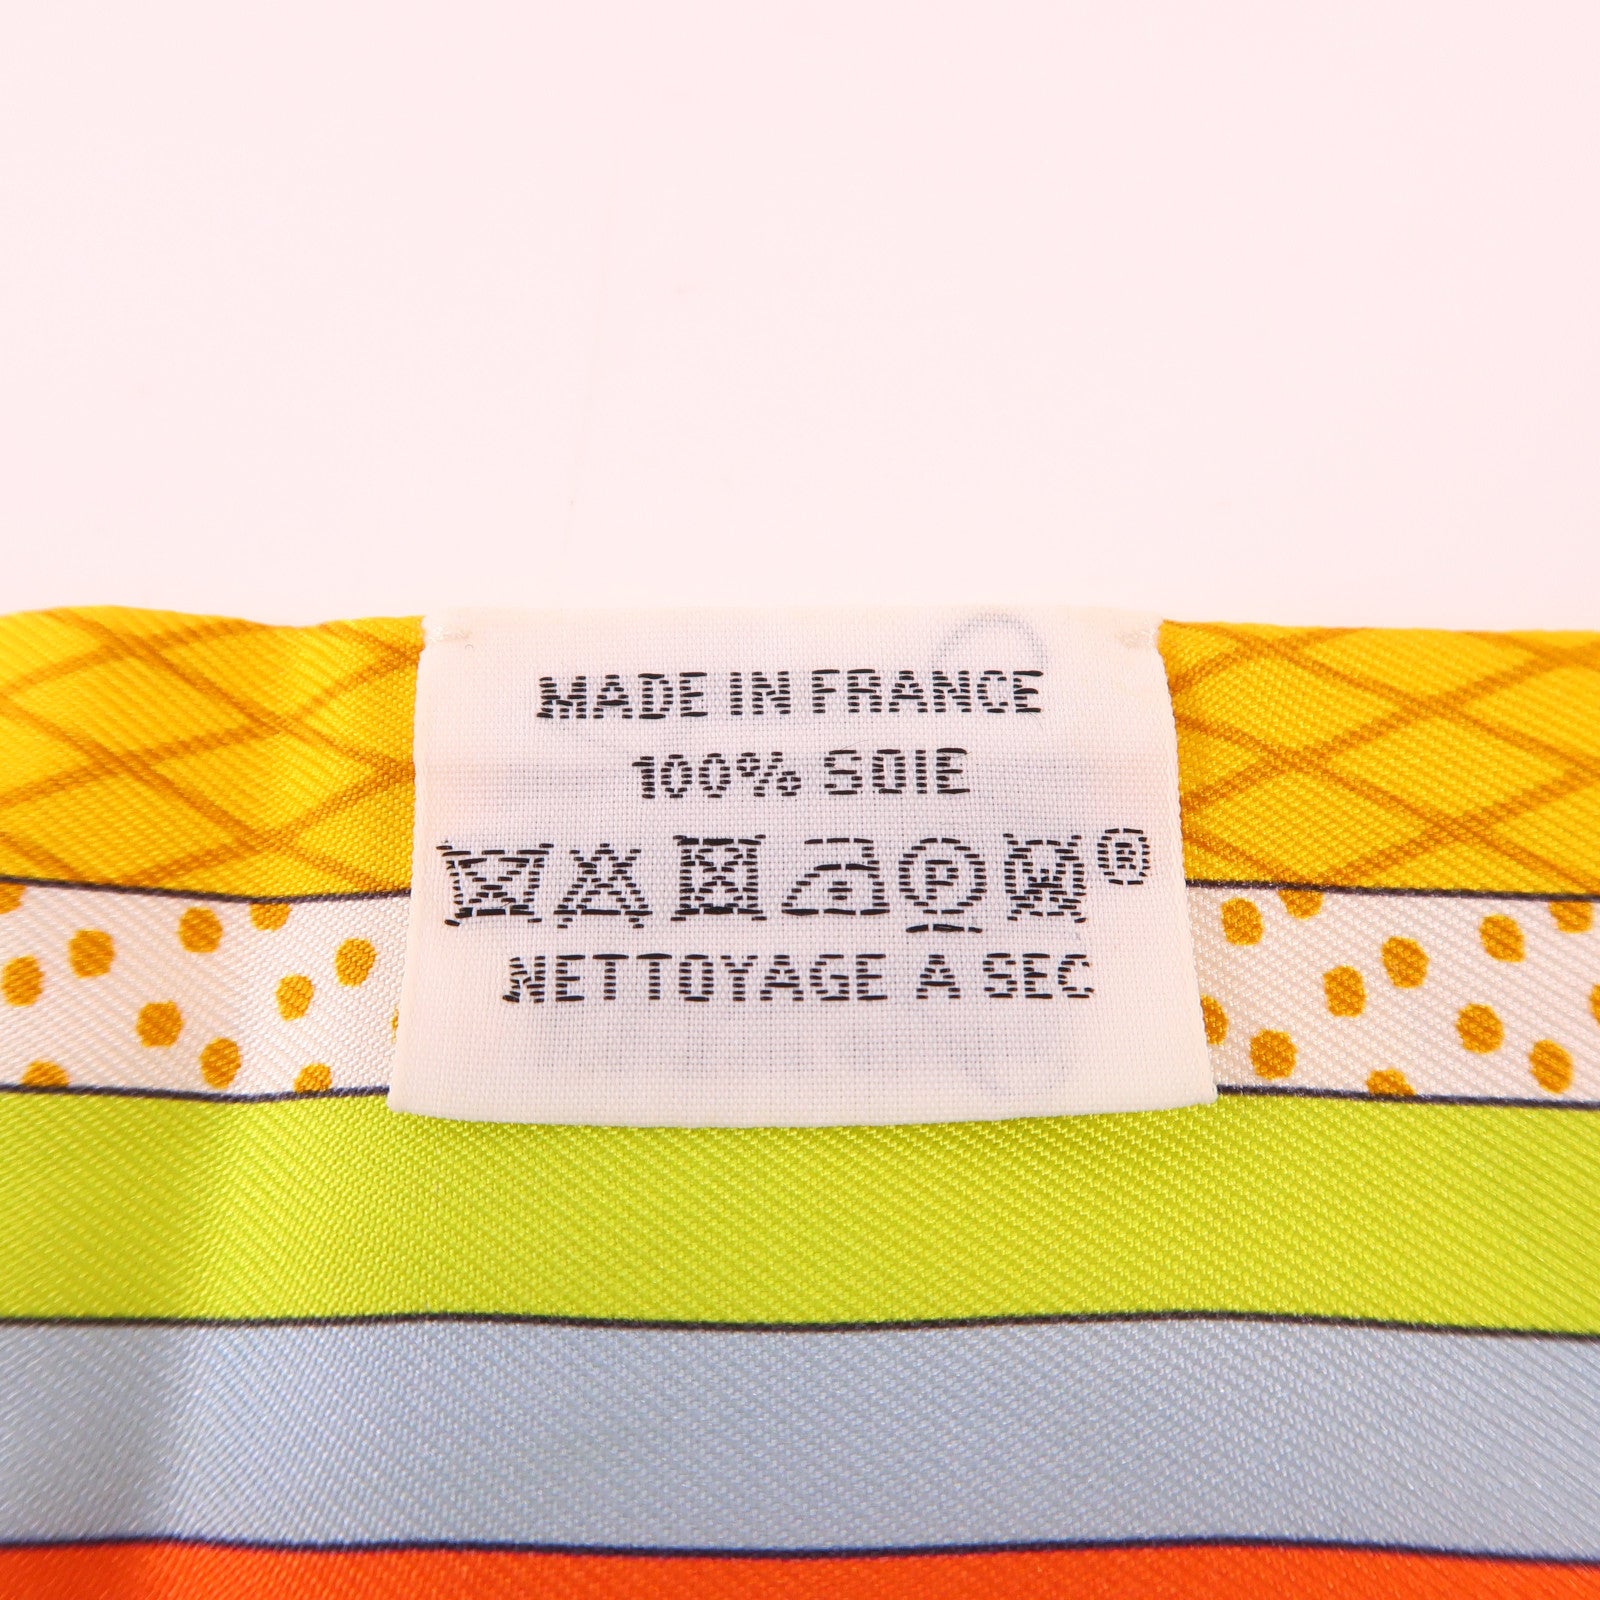 MADE IN FRANCE
100% SOIE
P W ®
NETTOYAGE A SEC